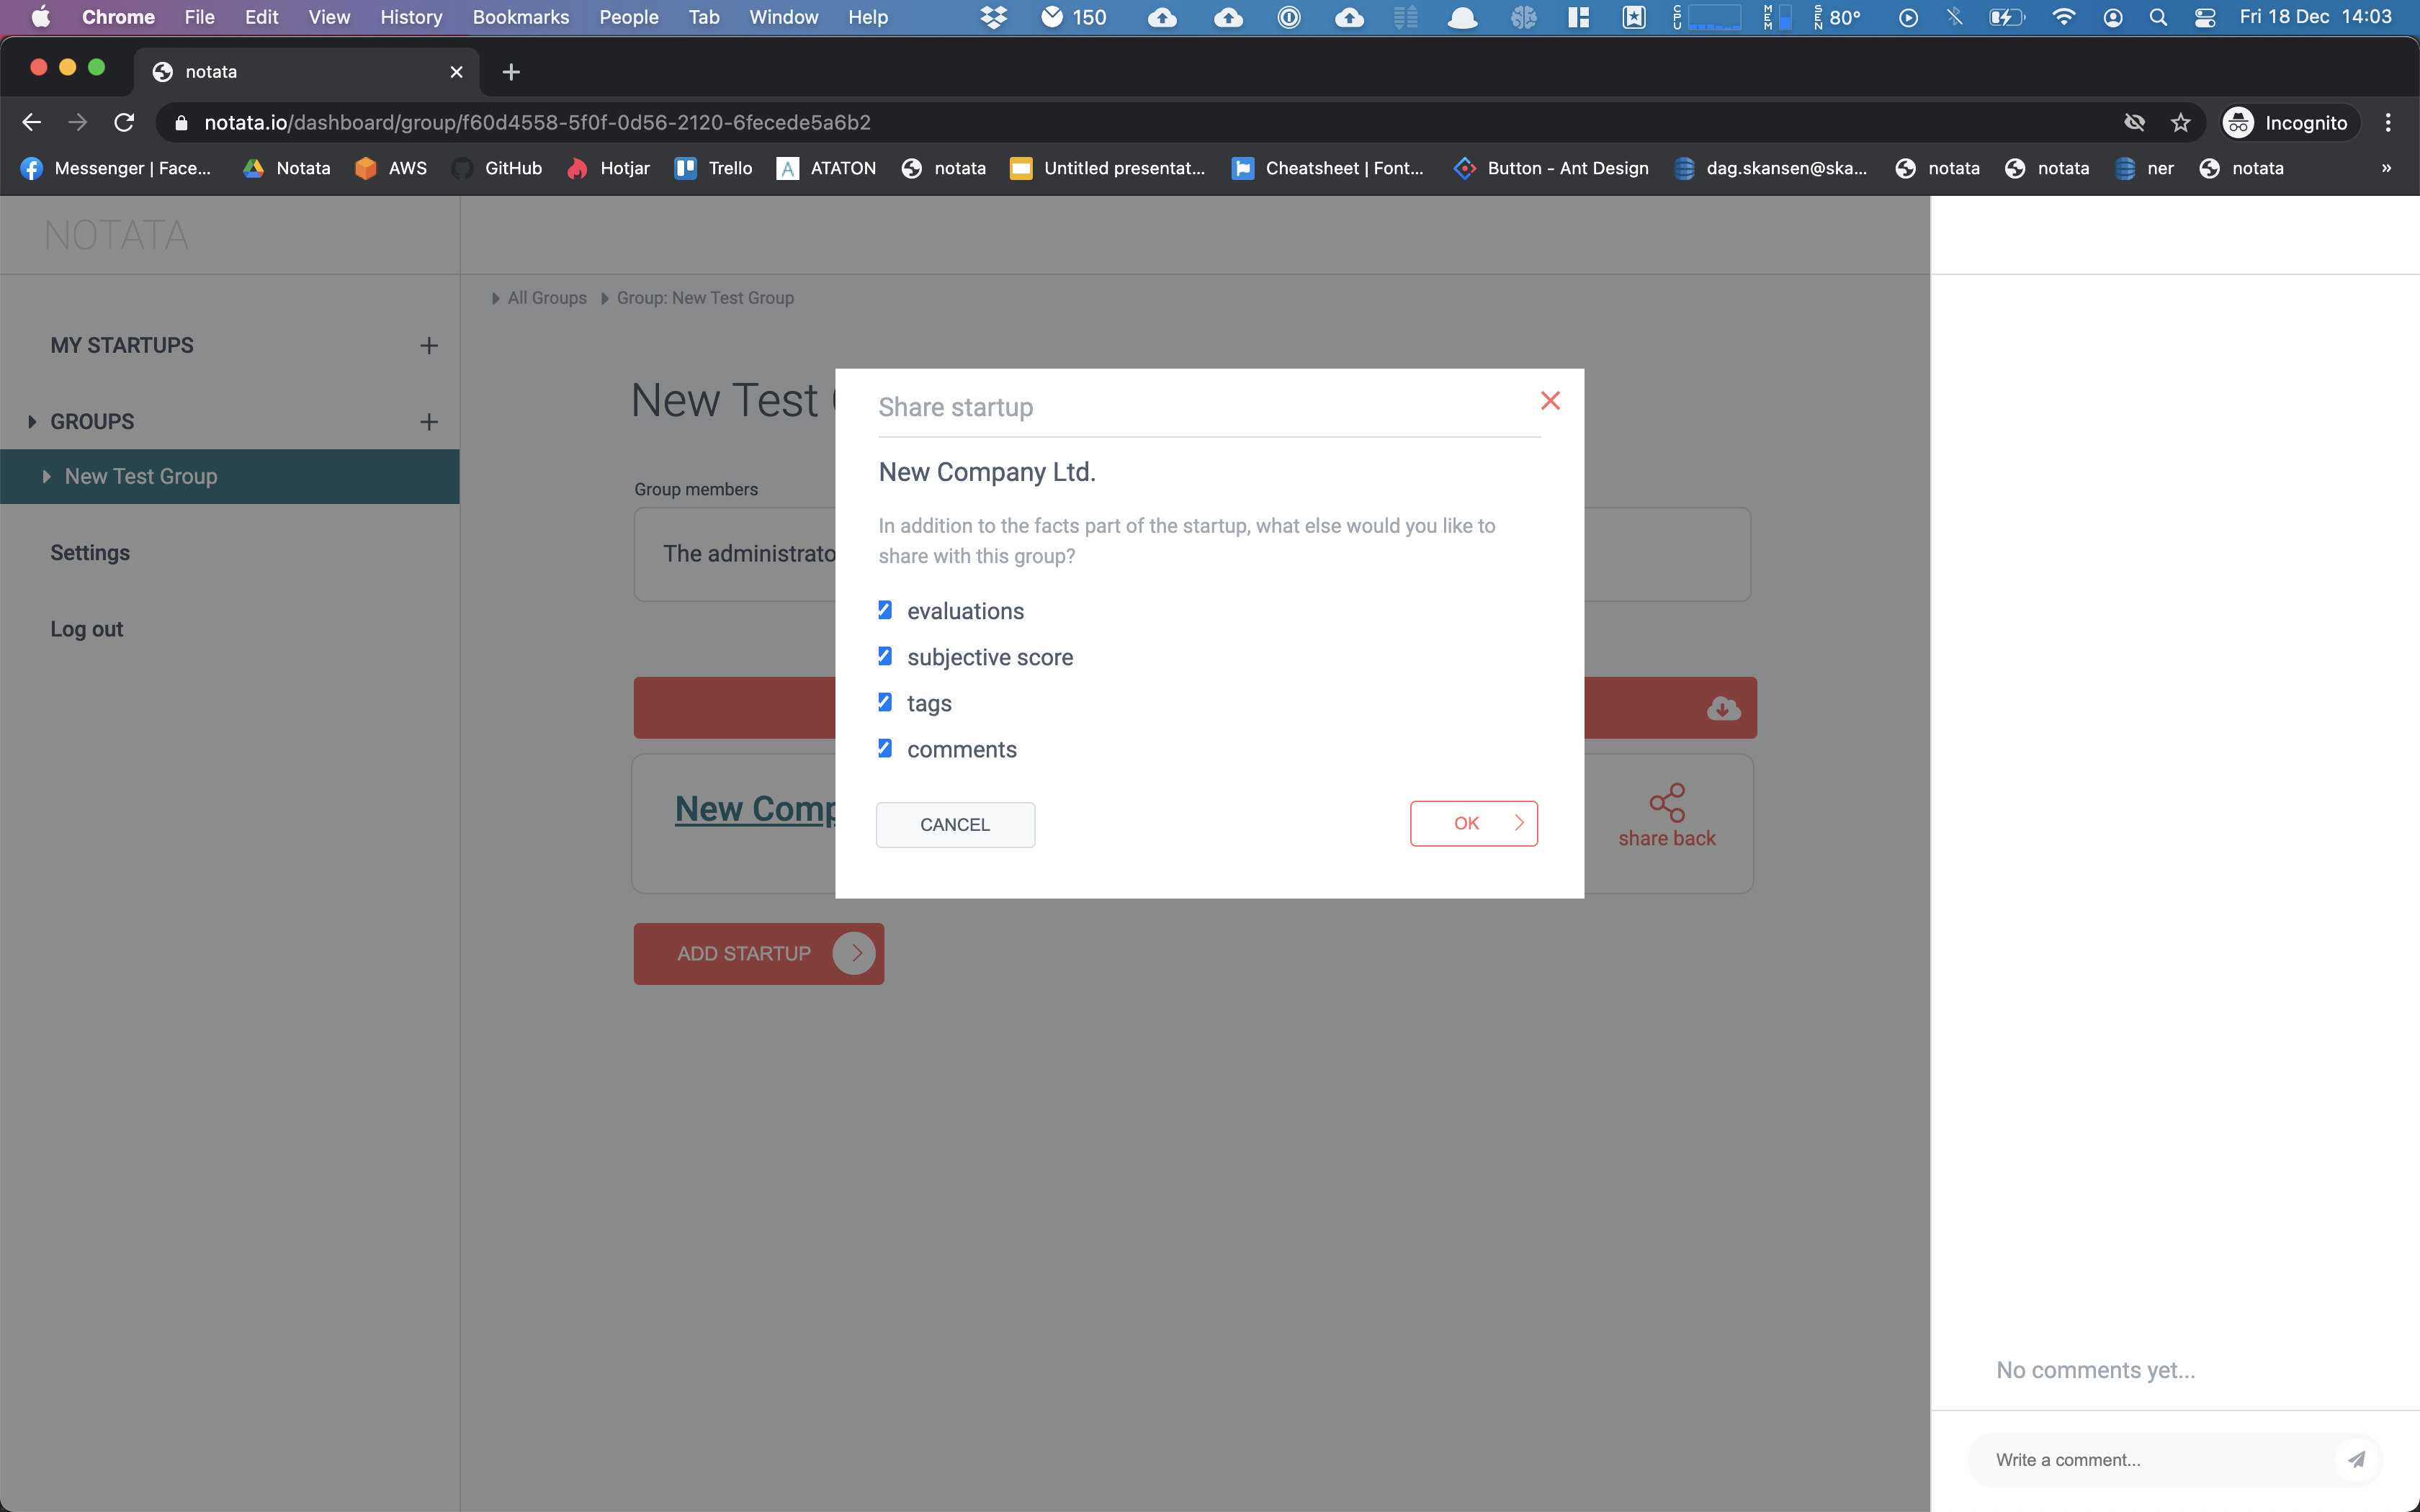 Chrome File Edit View History Bookmarks People Tab Window Help 150 CPU MEM SEN 80° Fri 18 Dec 14:03
notata
notata.io/dashboard/group/f60d4558-5f0f-0d56-2120-6fecede5a6b2 Incognito
Messenger | Face... Notata AWS GitHub Hotjar Trello ATATON notata Untitled presentat... Cheatsheet | Font... Button - Ant Design dag.skansen@ska... notata notata ner notata »
NOTATA
All Groups Group: New Test Group
MY STARTUPS
GROUPS
New Test Group
Settings
Log out
New Test
Group members
The administrato
New Comp
share back
ADD STARTUP
Share startup
New Company Ltd.
In addition to the facts part of the startup, what else would you like to
share with this group?
evaluations
subjective score
tags
comments
CANCEL
OK
No comments yet...
Write a comment...